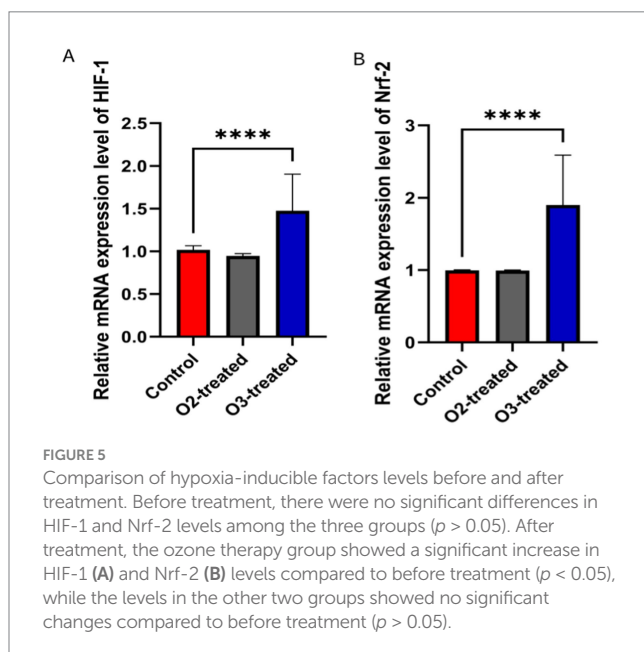 A
Relative mRNA expression level of HIF-1
2.5
2.0
1.5
1.0
0.5
0.0
****
Control
O2-treated
O3-treated
B
Relative mRNA expression level of Nrf-2
3
2
1
0
****
Control
O2-treated
O3-treated
FIGURE 5
Comparison of hypoxia-inducible factors levels before and after
treatment. Before treatment, there were no significant differences in
HIF-1 and Nrf-2 levels among the three groups (p > 0.05). After
treatment, the ozone therapy group showed a significant increase in
HIF-1 (A) and Nrf-2 (B) levels compared to before treatment (p < 0.05),
while the levels in the other two groups showed no significant
changes compared to before treatment (p > 0.05).